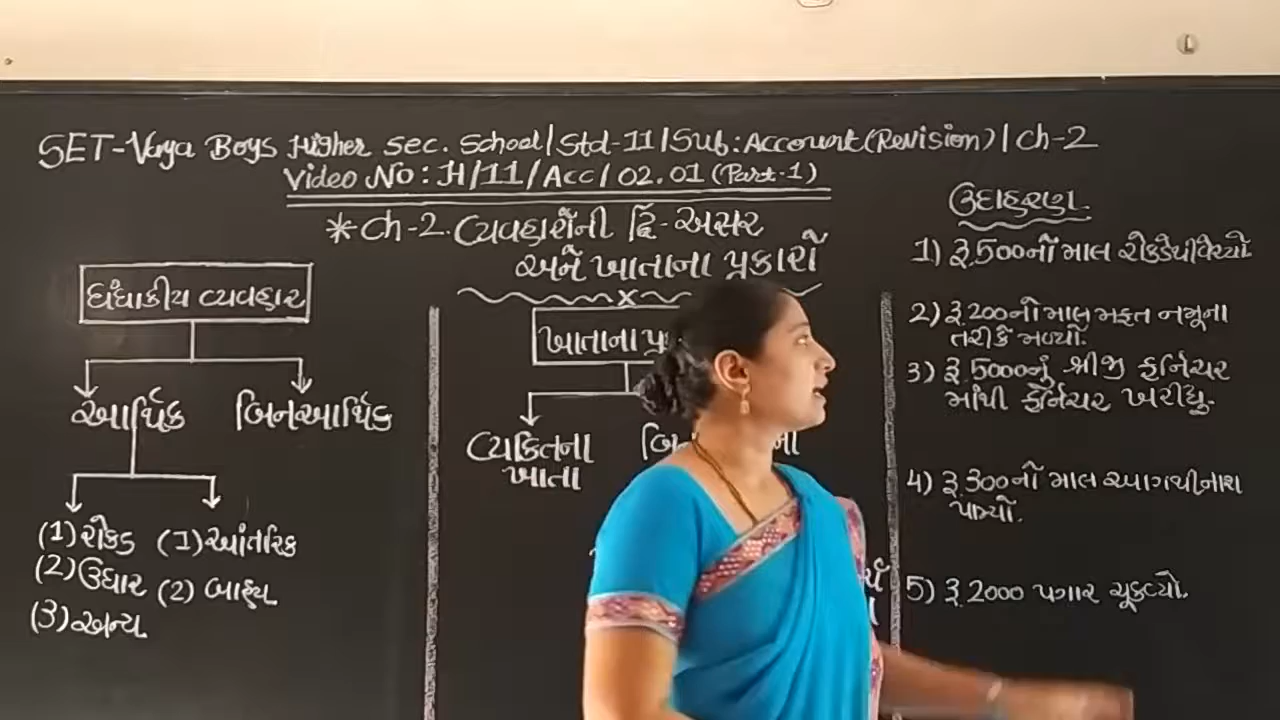 SET-Vaya Boys Higher Sec. School/Std-11/Sub:Account(Revision)/Ch-2
Video No: H/11/Acc/02.01 (Part-1)
*Ch-2. વ્યવહારોની દ્વિ-અસર
અને ખાતાના પ્રકારો
x
ધંધાકીય વ્યવહાર
આર્થિક
બિનઆર્થિક
(1) રોકડ
(2) ઉધાર
(3) અન્ય
(1) આંતરિક
(2) બાહ્ય
ખાતાના
વ્યકિતના
ખાતા
ઉદાહરણ.
1) રૂ.500નો માલ રોકડેથી વેચ્યો
2) રૂ.200નો માલ મફત નમૂના
તરીકે મળ્યો.
3) રૂ.5000નું શ્રીજી ફર્નિચર
માંથી ફર્નિચર ખરીધુ.
4) રૂ.300નો માલ આગથી નાશ
પામ્યો.
5) રૂ.2000 પગાર ચૂકવ્યો.